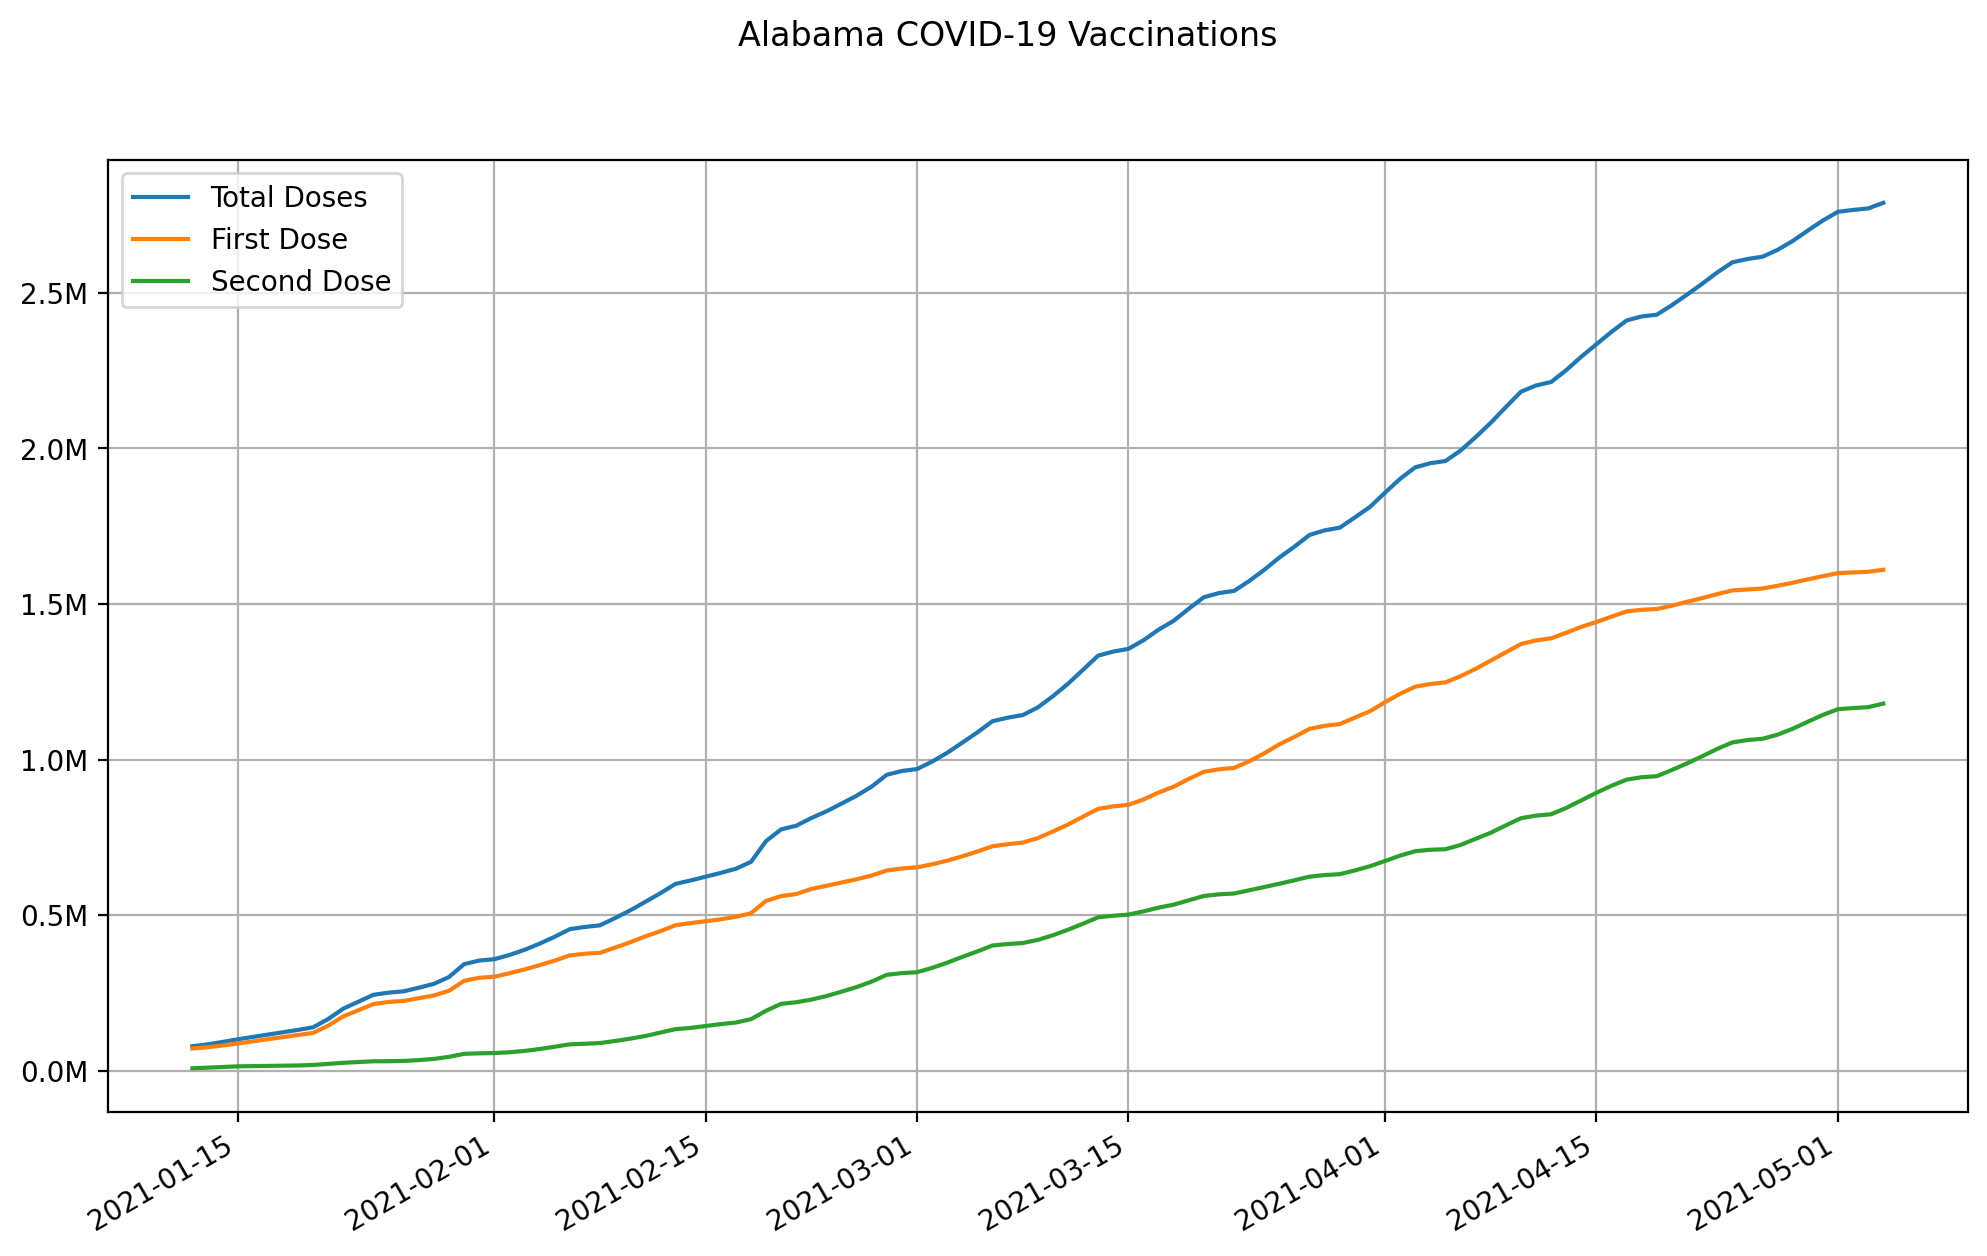 Alabama COVID-19 Vaccinations
Total Doses
First Dose
Second Dose
2.5M
2.0M
1.5M
1.0M
0.5M
0.0M
2021-01-15
2021-02-01
2021-02-15
2021-03-01
2021-03-15
2021-04-01
2021-04-15
2021-05-01